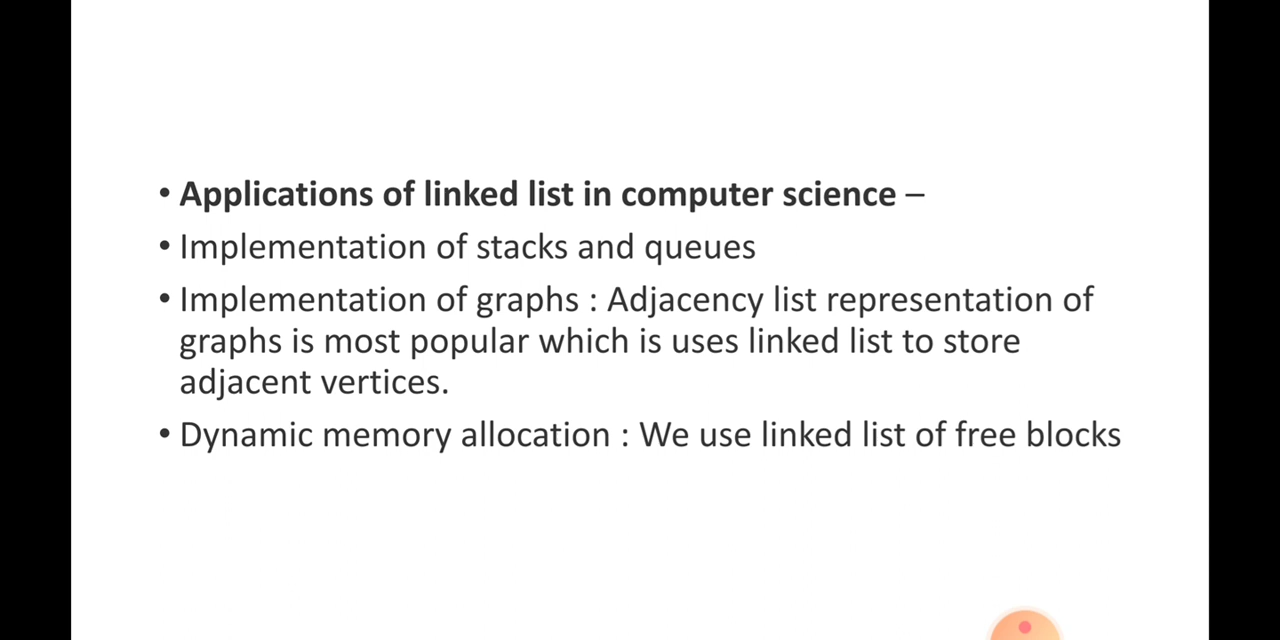 • Applications of linked list in computer science –
• Implementation of stacks and queues
• Implementation of graphs : Adjacency list representation of
graphs is most popular which is uses linked list to store
adjacent vertices.
• Dynamic memory allocation : We use linked list of free blocks